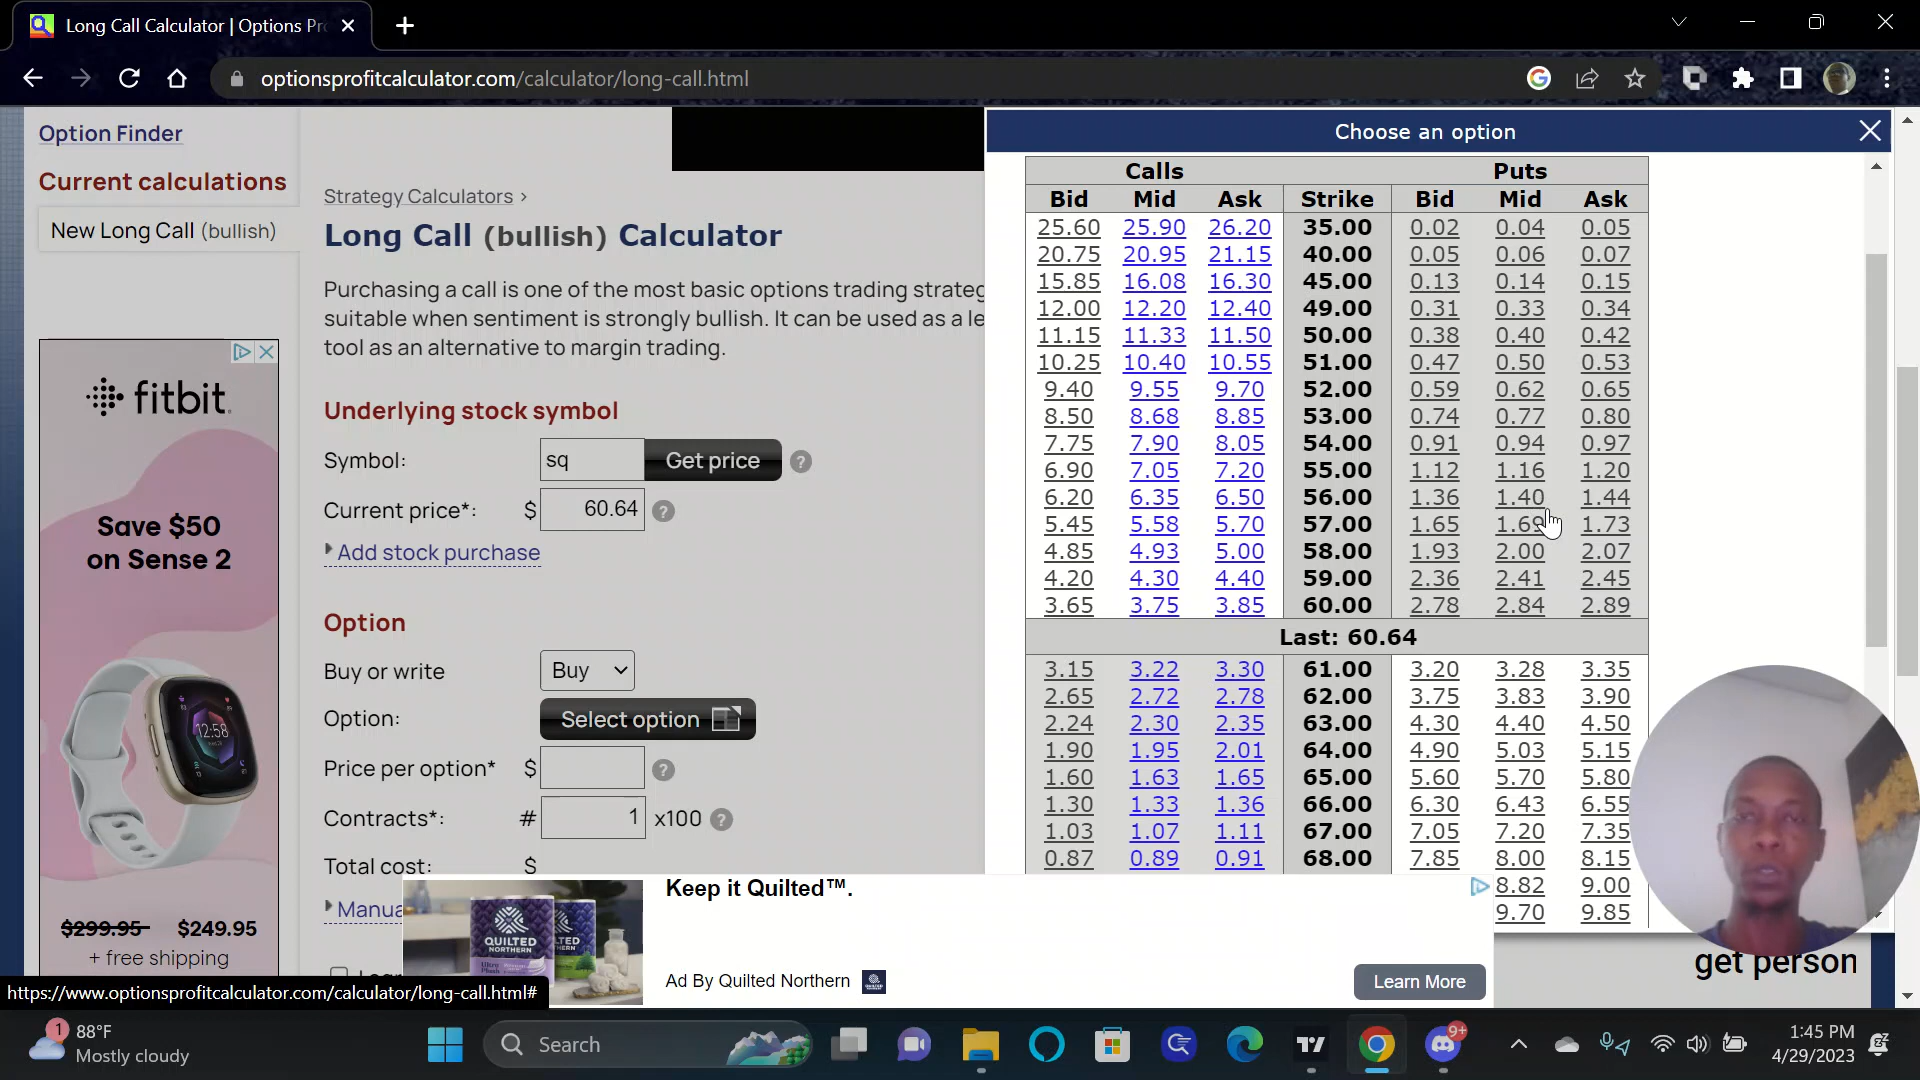 Long Call Calculator | Options Pr
optionsprofitcalculator.com/calculator/long-call.html
Option Finder
Current calculations
New Long Call (bullish)
fitbit
Save $50
on Sense 2
12:58
$299.95 $249.95
+ free shipping
Strategy Calculators ›
Long Call (bullish) Calculator
Purchasing a call is one of the most basic options trading strateg
suitable when sentiment is strongly bullish. It can be used as a le
tool as an alternative to margin trading.
Underlying stock symbol
Symbol: sq Get price ?
Current price*: $ 60.64 ?
Add stock purchase
Option
Buy or write Buy
Option: Select option
Price per option* $ ?
Contracts*: # 1 x100 ?
Total cost: $
Manua
Choose an option
Calls Puts
Bid Mid Ask Strike Bid Mid Ask
25.60 25.90 26.20 35.00 0.02 0.04 0.05
20.75 20.95 21.15 40.00 0.05 0.06 0.07
15.85 16.08 16.30 45.00 0.13 0.14 0.15
12.00 12.20 12.40 49.00 0.31 0.33 0.34
11.15 11.33 11.50 50.00 0.38 0.40 0.42
10.25 10.40 10.55 51.00 0.47 0.50 0.53
9.40 9.55 9.70 52.00 0.59 0.62 0.65
8.50 8.68 8.85 53.00 0.74 0.77 0.80
7.75 7.90 8.05 54.00 0.91 0.94 0.97
6.90 7.05 7.20 55.00 1.12 1.16 1.20
6.20 6.35 6.50 56.00 1.36 1.40 1.44
5.45 5.58 5.70 57.00 1.65 1.69 1.73
4.85 4.93 5.00 58.00 1.93 2.00 2.07
4.20 4.30 4.40 59.00 2.36 2.41 2.45
3.65 3.75 3.85 60.00 2.78 2.84 2.89
Last: 60.64
3.15 3.22 3.30 61.00 3.20 3.28 3.35
2.65 2.72 2.78 62.00 3.75 3.83 3.90
2.24 2.30 2.35 63.00 4.30 4.40 4.50
1.90 1.95 2.01 64.00 4.90 5.03 5.15
1.60 1.63 1.65 65.00 5.60 5.70 5.80
1.30 1.33 1.36 66.00 6.30 6.43 6.55
1.03 1.07 1.11 67.00 7.05 7.20 7.35
0.87 0.89 0.91 68.00 7.85 8.00 8.15
8.82 9.00
9.70 9.85
Keep it Quilted™.
QUILTED
NORTHERN
Ad By Quilted Northern
Learn More
get person
https://www.optionsprofitcalculator.com/calculator/long-call.html#
1
88°F
Mostly cloudy
Search
9+
1:45 PM
4/29/2023